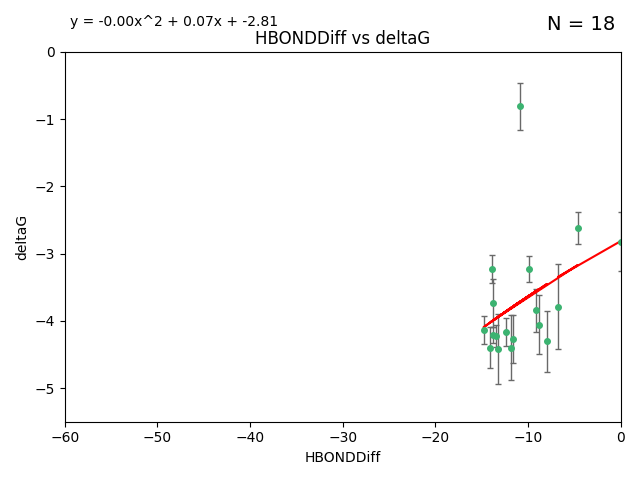 y = -0.00x^2 + 0.07x + -2.81
N = 18
HBONDDiff vs deltaG
0
−1
−2
−3
−4
−5
deltaG
−60 −50 −40 −30 −20 −10 0
HBONDDiff